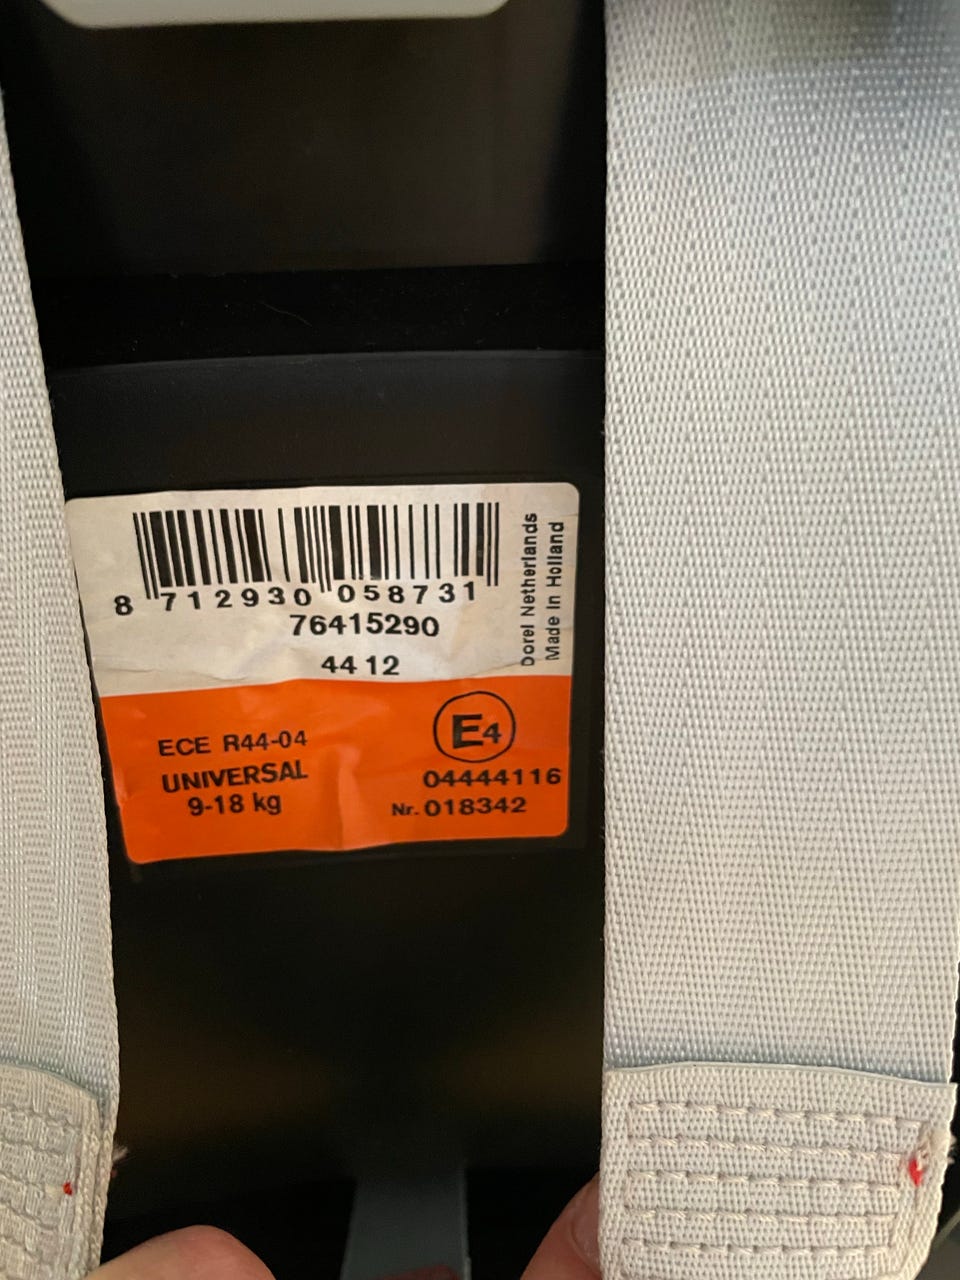 8 712930 058731
76415290
44 12
Dorel Netherlands
Made In Holland
ECE R44-04
UNIVERSAL
9-18 kg
E4
04444116
Nr. 018342